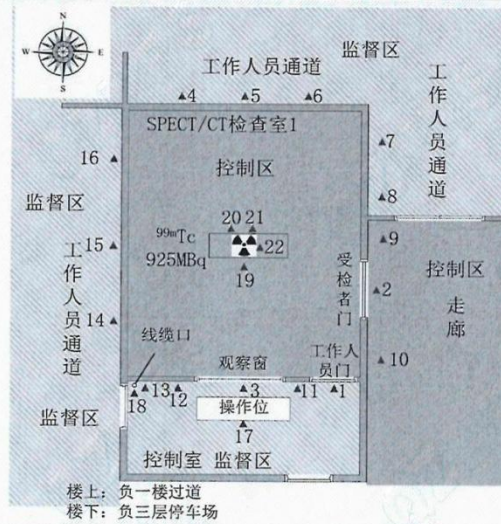 N
W E
S
监督区
工作人员通道
4 5 6
SPECT/CT检查室1
工作人员通道
7
16
控制区
8
监督区
20 21
99mTc
925MBq
22
19
9
受检者门
控制区
走廊
2
15
工作人员通道
14
线缆口
观察窗
工作人员门
10
13 12 3 11 1
18
操作位
17
监督区
控制室 监督区
楼上：负一楼过道
楼下：负三层停车场